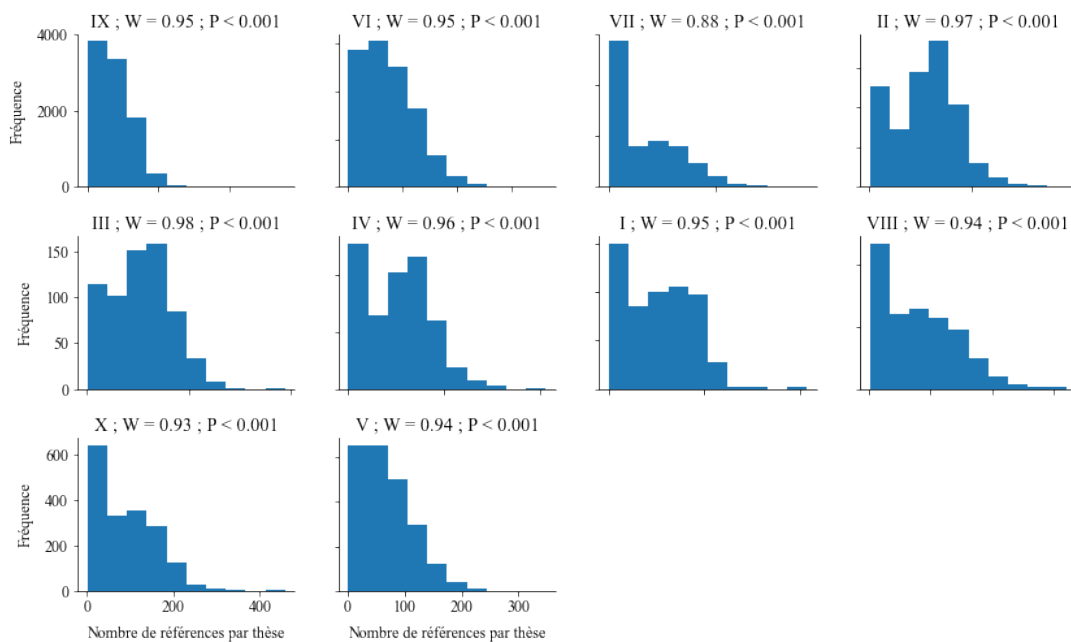 IX ; W = 0.95 ; P < 0.001
VI ; W = 0.95 ; P < 0.001
VII ; W = 0.88 ; P < 0.001
II ; W = 0.97 ; P < 0.001
4000
2000
0
Fréquence
III ; W = 0.98 ; P < 0.001
IV ; W = 0.96 ; P < 0.001
I ; W = 0.95 ; P < 0.001
VIII ; W = 0.94 ; P < 0.001
150
100
50
0
Fréquence
X ; W = 0.93 ; P < 0.001
V ; W = 0.94 ; P < 0.001
600
400
200
0
Fréquence
0 200 400
0 100 200 300
Nombre de références par thèse
Nombre de références par thèse